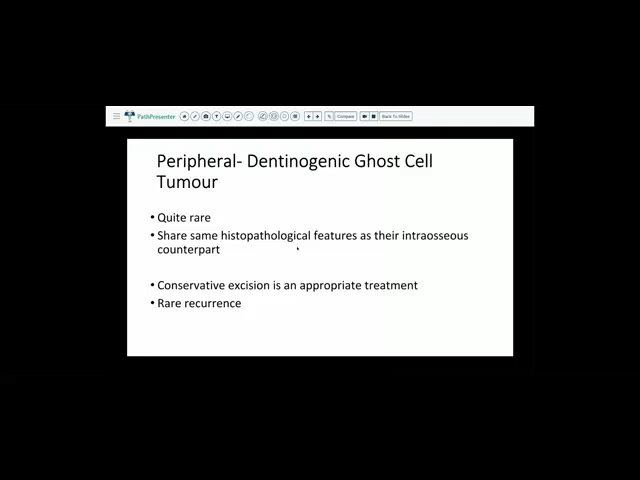 PathPresenter
Compare
Back To Slides
Peripheral- Dentinogenic Ghost Cell
Tumour
• Quite rare
• Share same histopathological features as their intraosseous
counterpart
• Conservative excision is an appropriate treatment
• Rare recurrence